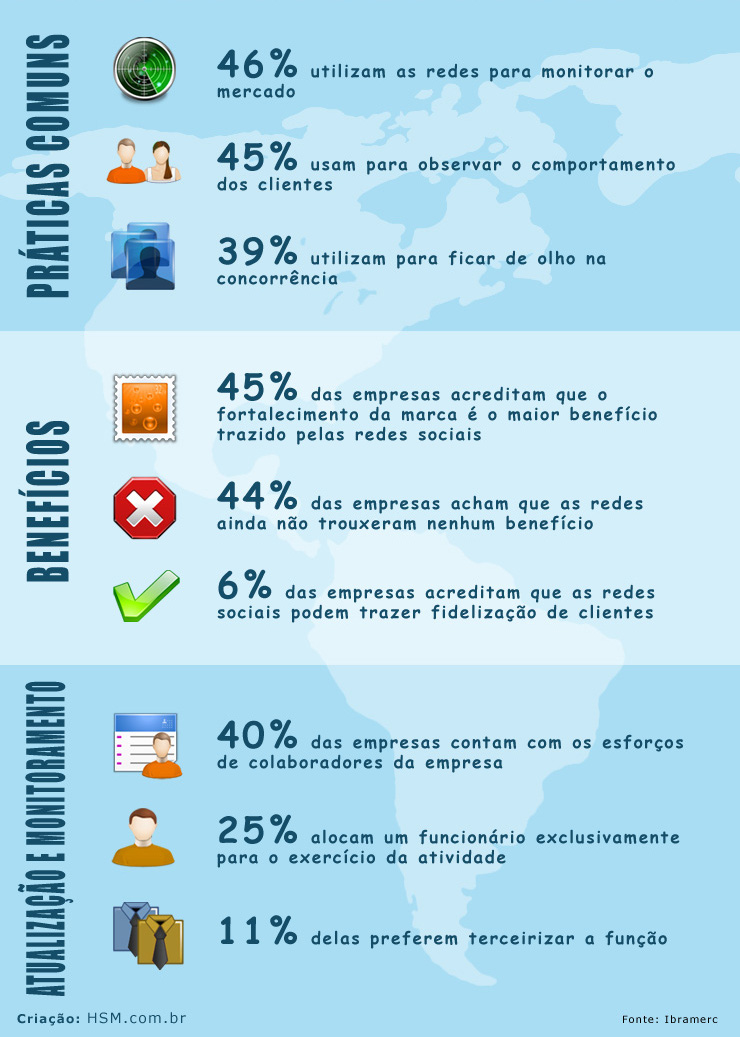 PRÁTICAS COMUNS
46% utilizam as redes para monitorar o
mercado
45% usam para observar o comportamento
dos clientes
39% utilizam para ficar de olho na
concorrência
BENEFÍCIOS
45% das empresas acreditam que o
fortalecimento da marca é o maior benefício
trazido pelas redes sociais
44% das empresas acham que as redes
ainda não trouxeram nenhum benefício
6% das empresas acreditam que as redes
sociais podem trazer fidelização de clientes
ATUALIZAÇÃO E MONITORAMENTO
40% das empresas contam com os esforços
de colaboradores da empresa
25% alocam um funcionário exclusivamente
para o exercício da atividade
11% delas preferem terceirizar a função
Criação: HSM.com.br
Fonte: Ibramerc